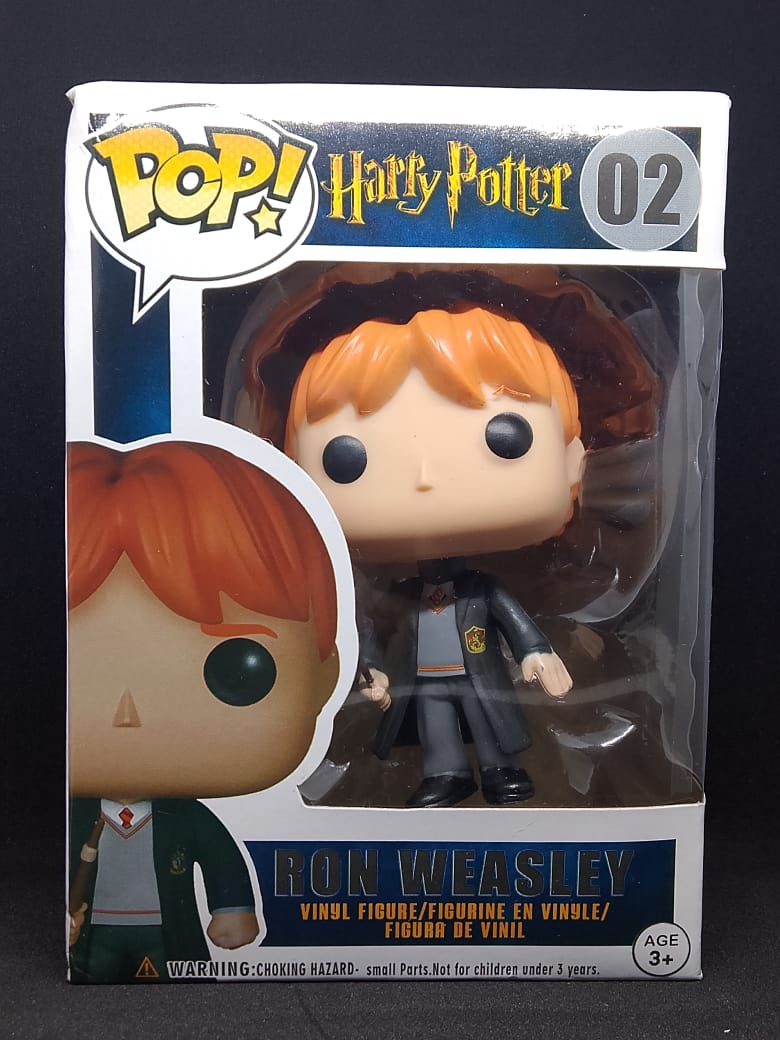 POP!
Harry Potter
02
RON WEASLEY
VINYL FIGURE/FIGURINE EN VINYLE/
FIGURA DE VINIL
AGE
3+
WARNING:CHOKING HAZARD- small Parts.Not for children under 3 years.